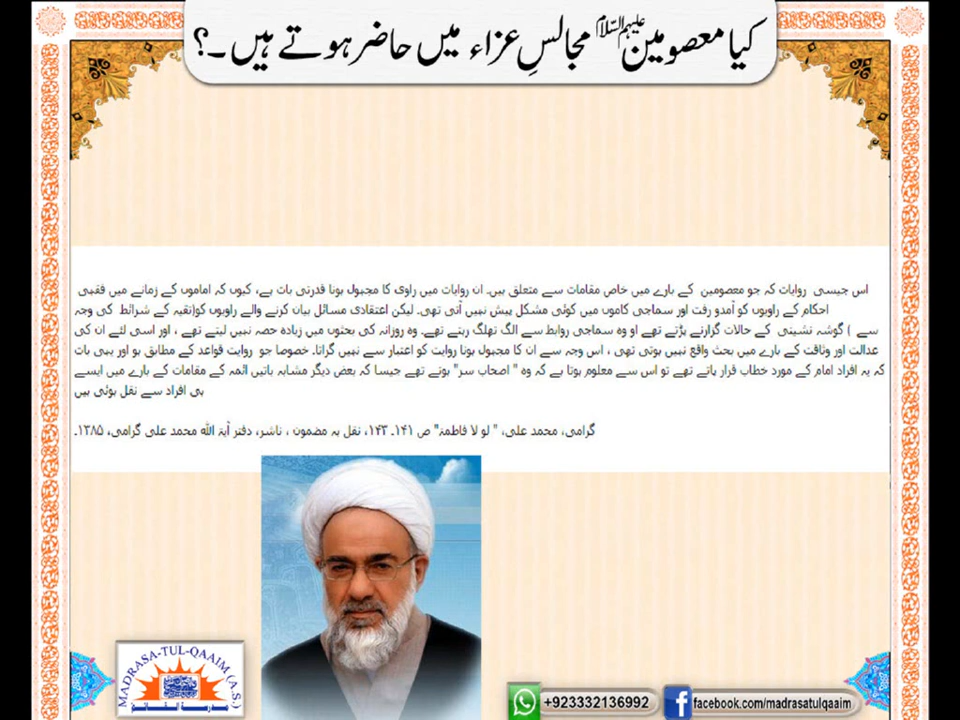 کیا معصومین علیہم السّلام مجالسِ عزاء میں حاضر ہوتے ہیں ۔؟
اس جیسی روایات کہ جو معصومین کے بارے میں خاص مقامات سے متعلق ہیں۔ ان روایات میں راوی کا مجہول ہونا قدرتی بات ہے، کیوں کہ اماموں کے زمانے میں فقہی
احکام کے راویوں کو آمدو رفت اور سماجی کاموں میں کوئی مشکل پیش نہیں آتی تھی۔ لیکن اعتقادی مسائل بیان کرنے والے راویوں کو(تقیہ کے شرائط کی وجہ
سے ) گوشہ نشینی کے حالات گزارنے پڑتے تھے او وہ سماجی روابط سے الگ تھلگ رہتے تھے۔ وہ روزانہ کی بحثوں میں زیادہ حصہ نہیں لیتے تھے ، اور اسی لئے ان کی
عدالت اور وثاقت کے بارے میں بحث واقع نہیں ہوتی تھی ، اس وجہ سے ان کا مجہول ہونا روایت کو اعتبار سے نہیں گراتا۔ خصوصا جو روایت قواعد کے مطابق ہو اور یہی بات
کہ یہ افراد امام کے مورد خطاب قرار پاتے تھے تو اس سے معلوم ہوتا ہے کہ وہ " اصحاب سر" ہوتے تھے جیسا کہ بعض دیگر مشابہ باتیں ائمہ کے مقامات کے بارے میں ایسے
ہی افراد سے نقل ہوئی ہیں
گرامی، محمد علی، " لو لا فاطمۃ" ص ۱۴۱۔ ۱۴۳، نقل بہ مضمون ، ناشر، دفتر آیۃ اللہ محمد علی گرامی، ۱۳۸۵۔
MADRASA-TUL-QAAIM (A.S)
مدرسة القائم
+923332136992
facebook.com/madrasatulqaaim